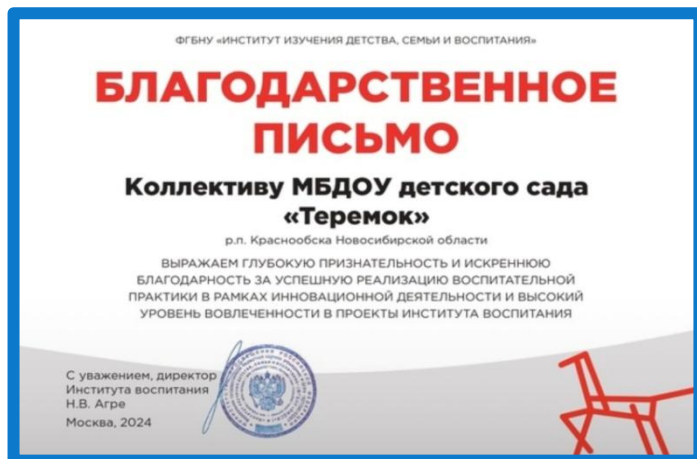 ФГБНУ «ИНСТИТУТ ИЗУЧЕНИЯ ДЕТСТВА, СЕМЬИ И ВОСПИТАНИЯ»
БЛАГОДАРСТВЕННОЕ
ПИСЬМО
Коллективу МБДОУ детского сада
«Теремок»
р.п. Краснообска Новосибирской области
ВЫРАЖАЕМ ГЛУБОКУЮ ПРИЗНАТЕЛЬНОСТЬ И ИСКРЕННЮЮ
БЛАГОДАРНОСТЬ ЗА УСПЕШНУЮ РЕАЛИЗАЦИЮ ВОСПИТАТЕЛЬНОЙ
ПРАКТИКИ В РАМКАХ ИННОВАЦИОННОЙ ДЕЯТЕЛЬНОСТИ И ВЫСОКИЙ
УРОВЕНЬ ВОВЛЕЧЕННОСТИ В ПРОЕКТЫ ИНСТИТУТА ВОСПИТАНИЯ
С уважением, директор
Института воспитания
Н.В. Агре
Москва, 2024